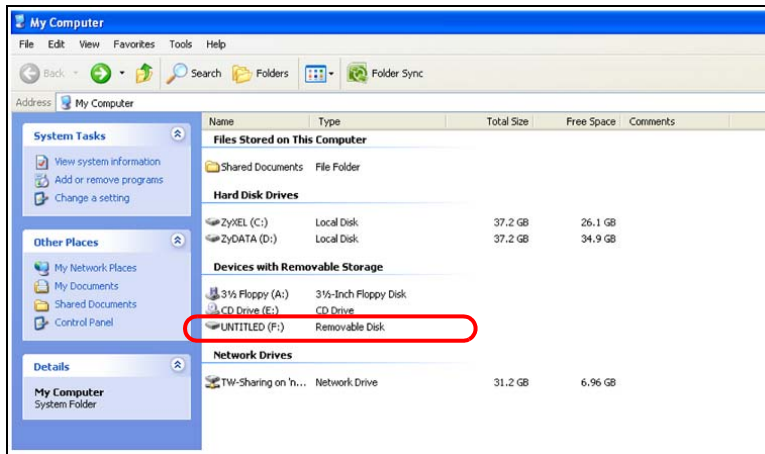 My Computer
File Edit View Favorites Tools Help
Back Search Folders Folder Sync
Address My Computer
System Tasks
View system information
Add or remove programs
Change a setting
Other Places
My Network Places
My Documents
Shared Documents
Control Panel
Details
My Computer
System Folder
Name Type Total Size Free Space Comments
Files Stored on This Computer
Shared Documents File Folder
Hard Disk Drives
ZyXEL (C:) Local Disk 37.2 GB 26.1 GB
ZyDATA (D:) Local Disk 37.2 GB 34.9 GB
Devices with Removable Storage
3½ Floppy (A:) 3½-Inch Floppy Disk
CD Drive (E:) CD Drive
UNTITLED (F:) Removable Disk
Network Drives
TW-Sharing on 'n... Network Drive 31.2 GB 6.96 GB